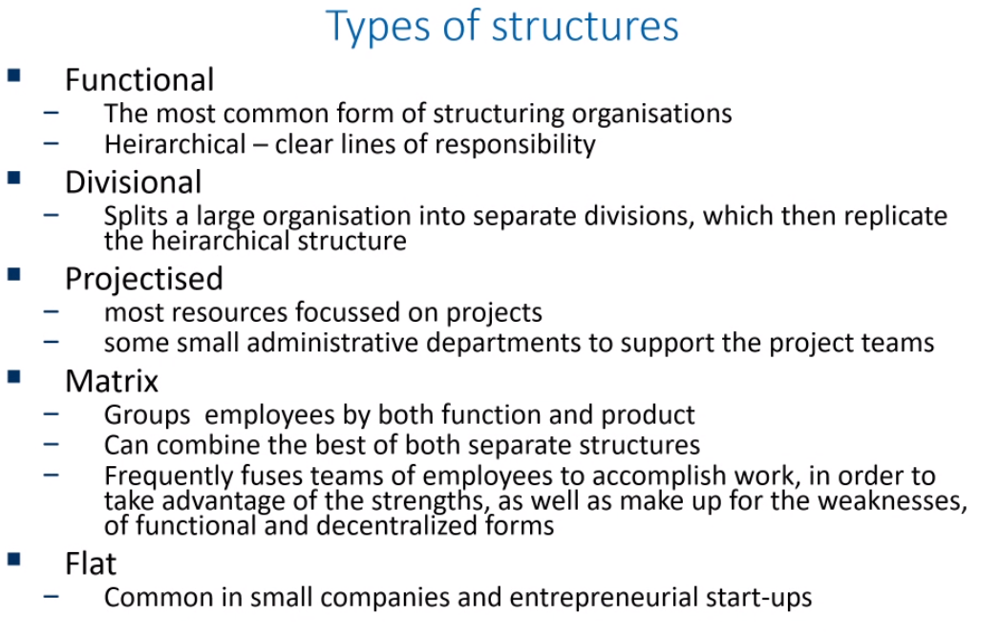 Types of structures
▪ Functional
– The most common form of structuring organisations
– Heirarchical – clear lines of responsibility
▪ Divisional
– Splits a large organisation into separate divisions, which then replicate
the heirarchical structure
▪ Projectised
– most resources focussed on projects
– some small administrative departments to support the project teams
▪ Matrix
– Groups  employees by both function and product
– Can combine the best of both separate structures
– Frequently fuses teams of employees to accomplish work, in order to
take advantage of the strengths, as well as make up for the weaknesses,
of functional and decentralized forms
▪ Flat
– Common in small companies and entrepreneurial start-ups